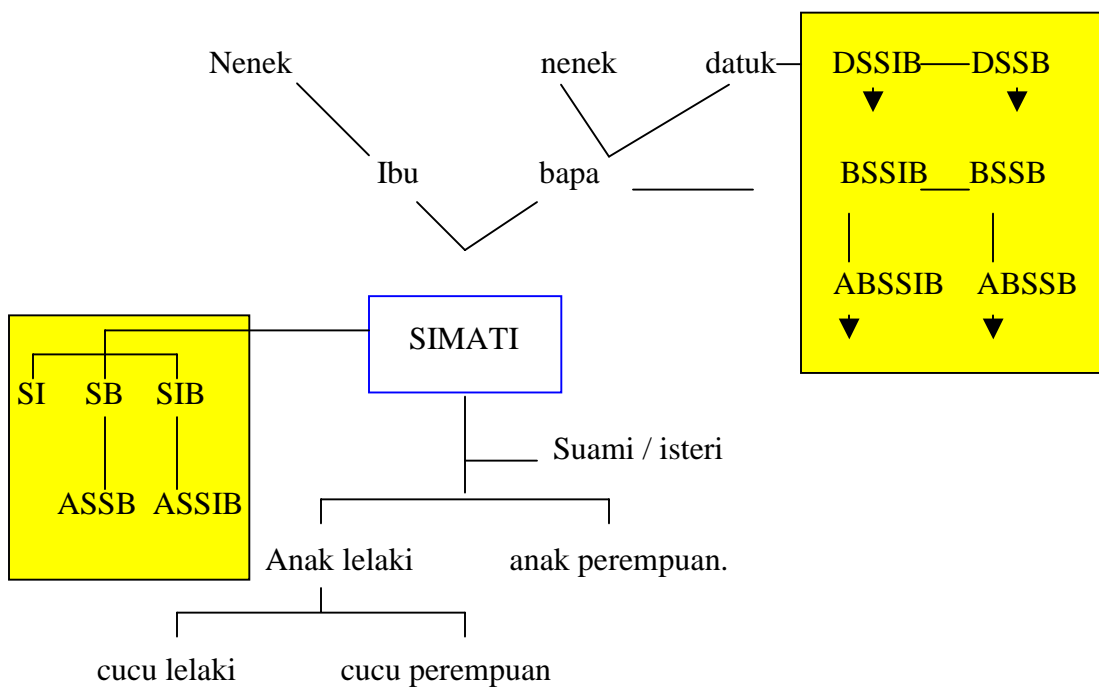 Nenek nenek datuk DSSIB DSSB
Ibu bapa BSSIB BSSB
ABSSIB ABSSB
SIMATI
SI SB SIB
Suami / isteri
ASSB ASSIB
Anak lelaki anak perempuan.
cucu lelaki cucu perempuan